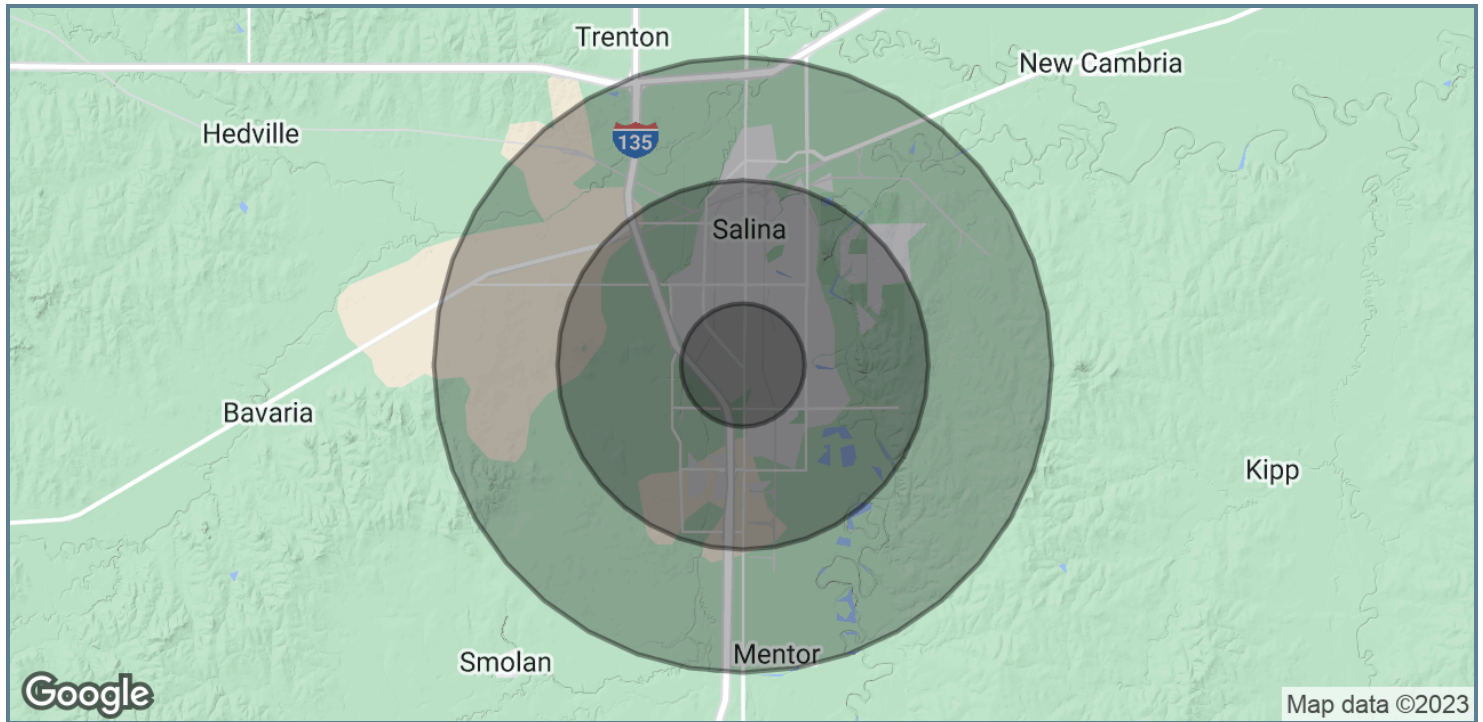 Trenton
New Cambria
Hedville
135
Salina
Bavaria
Kipp
Mentor
Smolan
Google
Map data ©2023